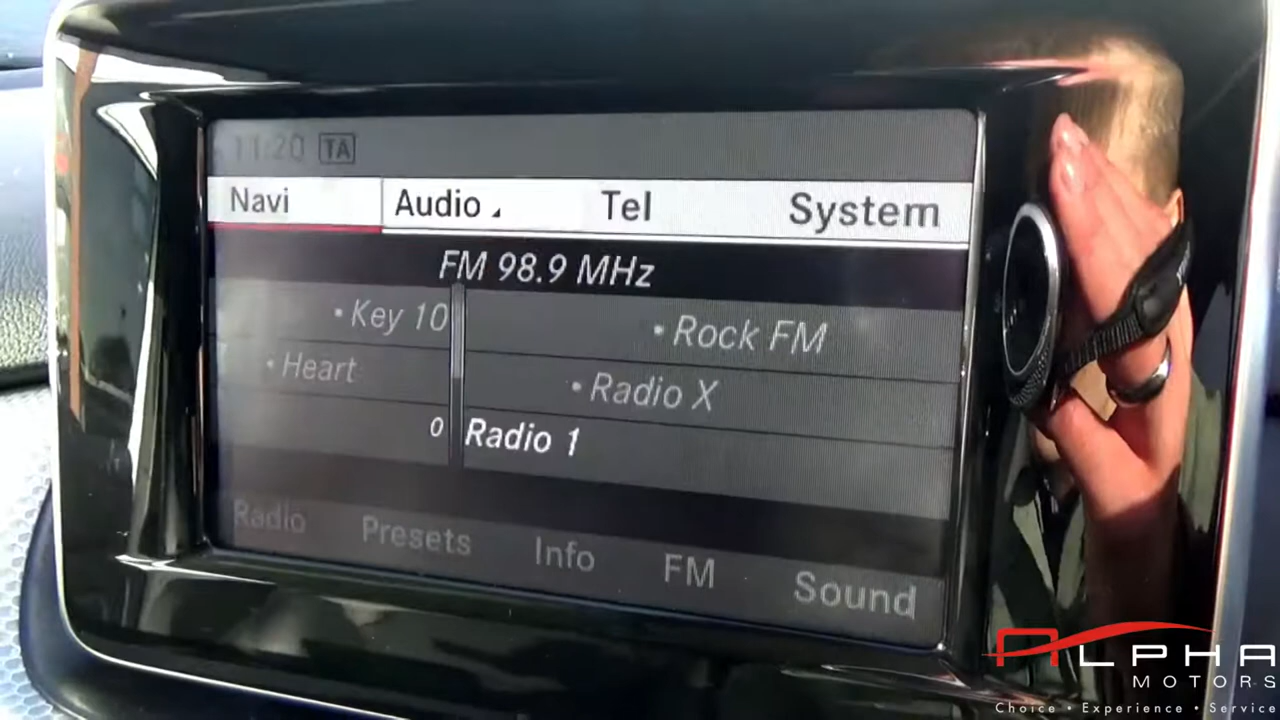 11:20 TA
Navi Audio Tel System
FM 98.9 MHz
• Key 10 • Rock FM
• Heart • Radio X
0 Radio 1
Radio Presets Info FM Sound
ALPHA
MOTORS
Choice • Experience • Service